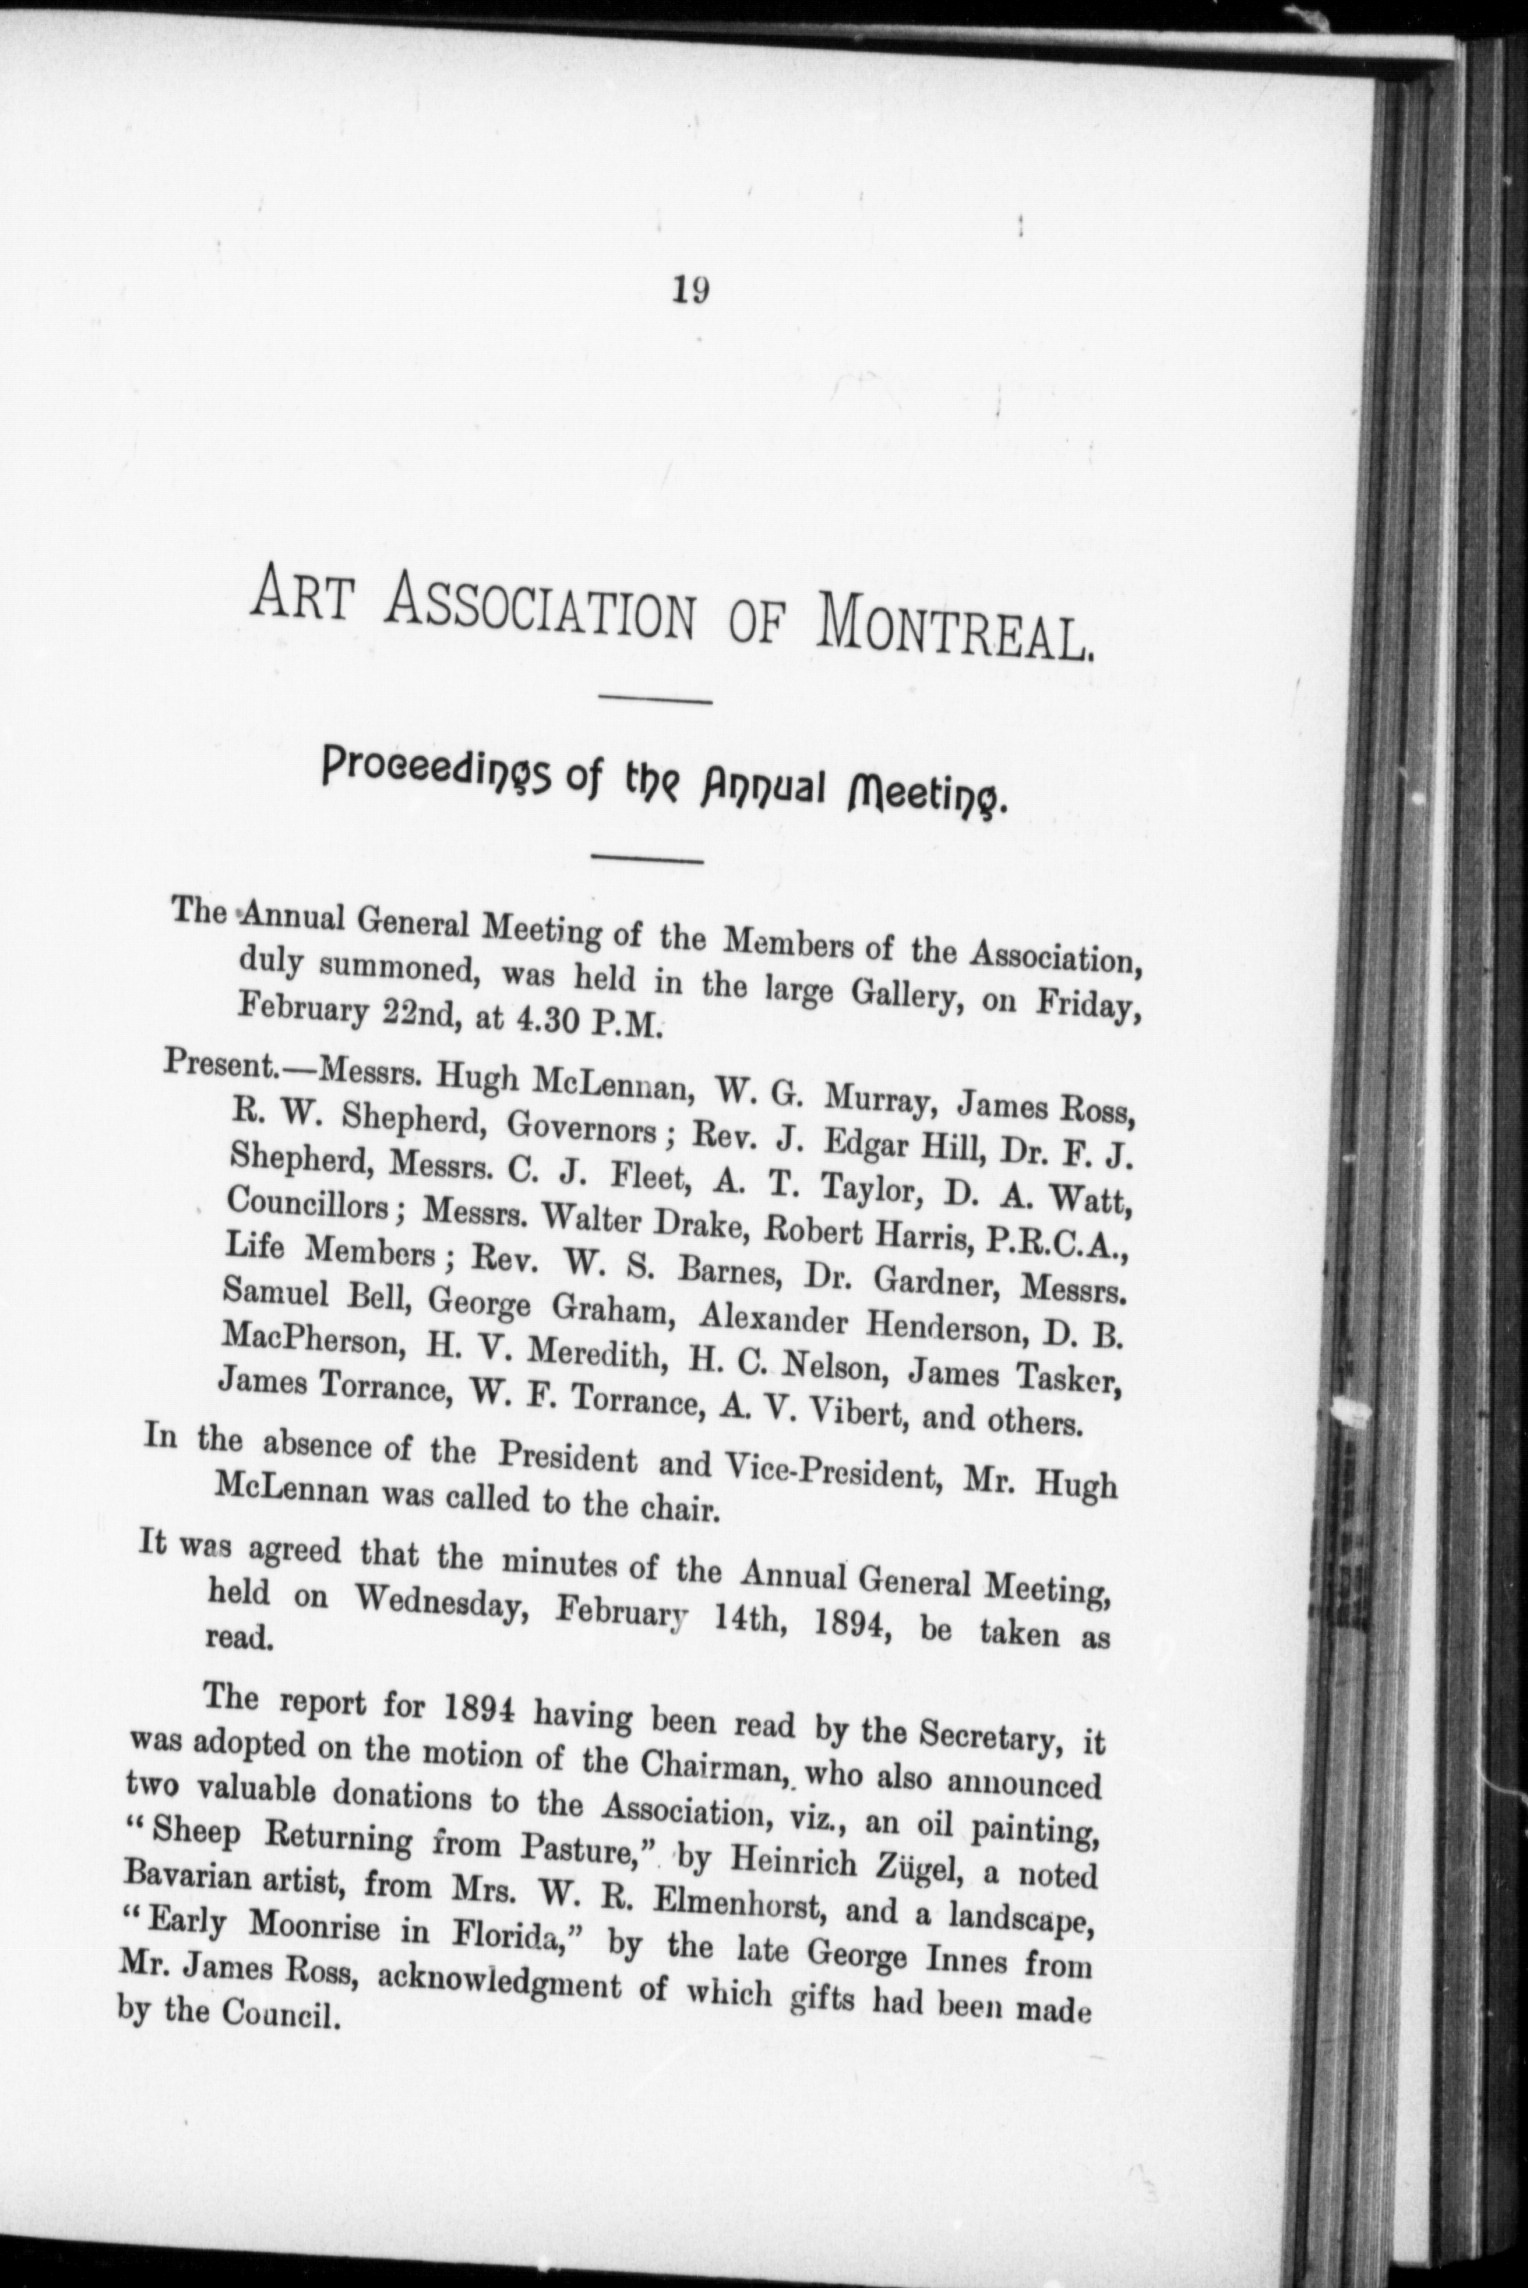 19
ART ASSOCIATION OF MONTREAL.
Proceedings of the Annual Meeting.
The Annual General Meeting of the Members of the Association,
duly summoned, was held in the large Gallery, on Friday,
February 22nd, at 4.30 P.M.
Present.—Messrs. Hugh McLennan, W. G. Murray, James Ross,
R. W. Shepherd, Governors; Rev. J. Edgar Hill, Dr. F. J.
Shepherd, Messrs. C. J. Fleet, A. T. Taylor, D. A. Watt,
Councillors; Messrs. Walter Drake, Robert Harris, P.R.C.A.,
Life Members; Rev. W. S. Barnes, Dr. Gardner, Messrs.
Samuel Bell, George Graham, Alexander Henderson, D. B.
MacPherson, H. V. Meredith, H. C. Nelson, James Tasker,
James Torrance, W. F. Torrance, A. V. Vibert, and others.
In the absence of the President and Vice-President, Mr. Hugh
McLennan was called to the chair.
It was agreed that the minutes of the Annual General Meeting,
held on Wednesday, February 14th, 1894, be taken as
read.
The report for 1894 having been read by the Secretary, it
was adopted on the motion of the Chairman, who also announced
two valuable donations to the Association, viz., an oil painting,
“Sheep Returning from Pasture,” by Heinrich Zügel, a noted
Bavarian artist, from Mrs. W. R. Elmenhorst, and a landscape,
“Early Moonrise in Florida,” by the late George Innes from
Mr. James Ross, acknowledgment of which gifts had been made
by the Council.